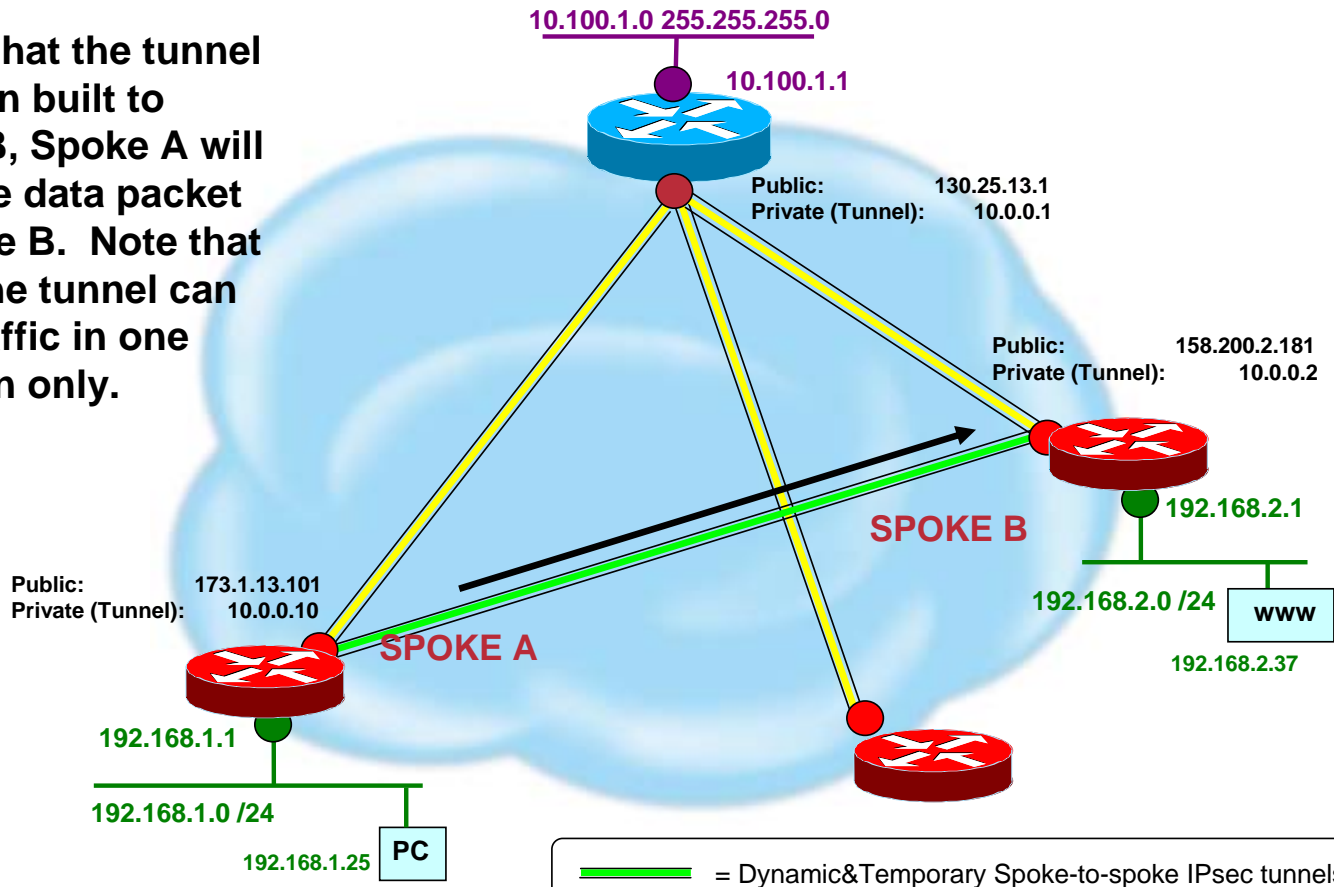 10.100.1.0 255.255.255.0
hat the tunnel
n built to
, Spoke A will
e data packet
e B. Note that
he tunnel can
ffic in one
n only.
10.100.1.1
Public: 130.25.13.1
Private (Tunnel): 10.0.0.1
Public: 158.200.2.181
Private (Tunnel): 10.0.0.2
SPOKE B
192.168.2.1
192.168.2.0 /24
www
192.168.2.37
Public: 173.1.13.101
Private (Tunnel): 10.0.0.10
SPOKE A
192.168.1.1
192.168.1.0 /24
192.168.1.25
PC
= Dynamic&Temporary Spoke-to-spoke IPsec tunnels